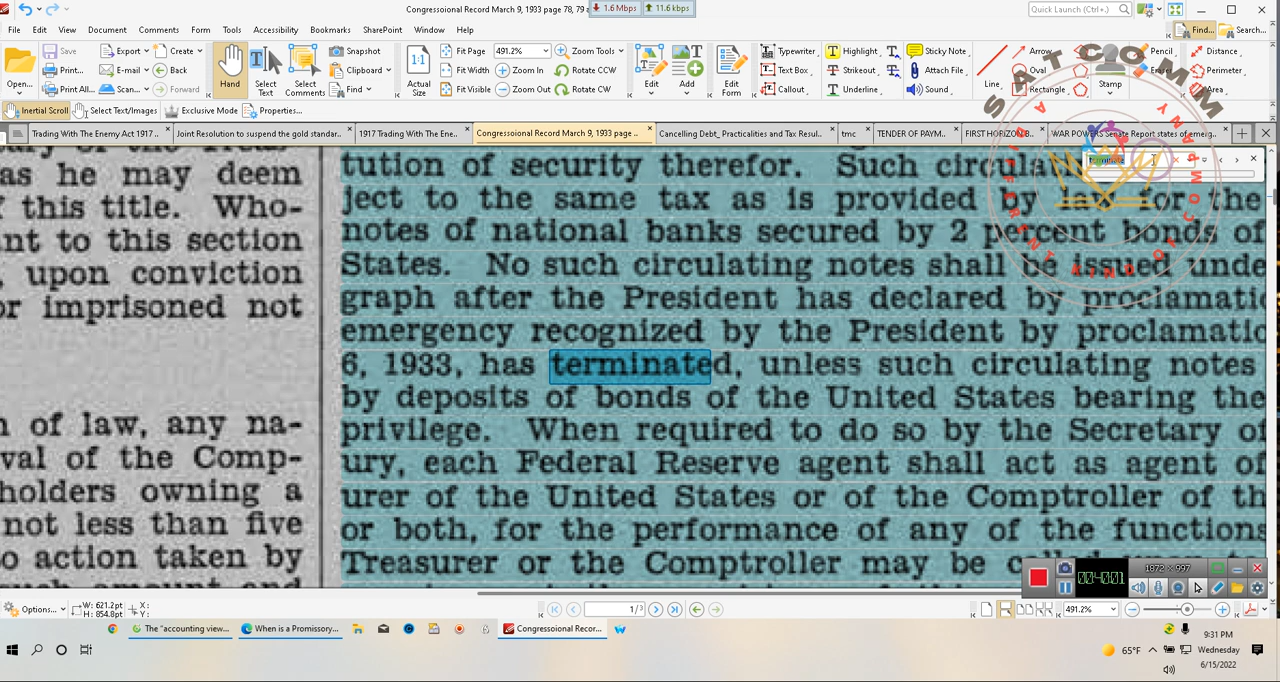 Congressioional Record March 9, 1933 page 78, 79 a
1.6 Mbps 11.6 kbps
Quick Launch (Ctrl+.)
File Edit View Document Comments Form Tools Accessibility Bookmarks SharePoint Window Help
Find... Search...
Open... Save Export Create Print... E-mail Back Print All... Scan... Forward
Hand Select Text Select Comments Snapshot Clipboard Find
Actual Size Fit Page Fit Width Fit Visible 491.2% Zoom In Zoom Out Zoom Tools Rotate CCW Rotate CW
Edit Add Edit Form Typewriter Text Box Callout Highlight Strikeout Underline Sticky Note Attach File Sound
Line Arrow Oval Rectangle Pencil Eraser Stamp Distance Perimeter Area
Inertial Scroll Select Text/Images Exclusive Mode Properties...
Trading With The Enemy Act 1917 .. Joint Resolution to suspend the gold standar.. 1917 Trading With The Ene.. Congressioional Record March 9, 1933 page .. Cancelling Debt_ Practicalities and Tax Resul.. tmc TENDER OF PAYM.. FIRST HORIZON B.. WAR POWERS Senate Report states of emerg..
SATCOMM
A DIFFERENT KIND OF COMPANY
terminate
as he may deem
f this title. Who-
nt to this section
, upon conviction
or imprisoned not
n of law, any na-
val of the Comp-
holders owning a
not less than five
o action taken by
tution of security therefor. Such circula
ject to the same tax as is provided by law for the
notes of national banks secured by 2 percent bonds of
States. No such circulating notes shall be issued unde
graph after the President has declared by proclamatic
emergency recognized by the President by proclamatic
6, 1933, has terminated, unless such circulating notes
by deposits of bonds of the United States bearing the
privilege. When required to do so by the Secretary of
ury, each Federal Reserve agent shall act as agent of
urer of the United States or of the Comptroller of th
or both, for the performance of any of the functions
Treasurer or the Comptroller may be
1872 x 997
Options... W: 621.2pt H: 854.8pt X: Y:
1/3
491.2%
The "accounting view... When is a Promissory... Congressioional Recor...
65°F
9:31 PM
Wednesday
6/15/2022